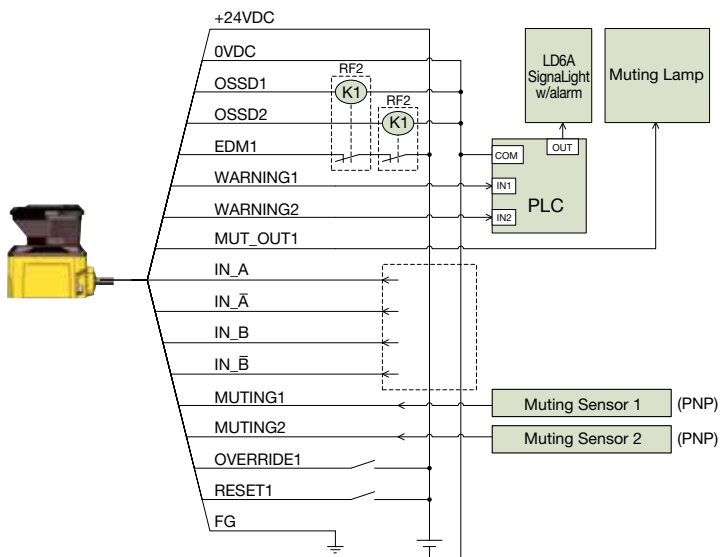 +24VDC
0VDC
OSSD1
OSSD2
EDM1
WARNING1
WARNING2
MUT_OUT1
IN_A
IN_A̅
IN_B
IN_B̅
MUTING1
MUTING2
OVERRIDE1
RESET1
FG
RF2
K1
RF2
K1
LD6A
SignaLight
w/alarm
Muting Lamp
COM
OUT
IN1
IN2
PLC
Muting Sensor 1 (PNP)
Muting Sensor 2 (PNP)